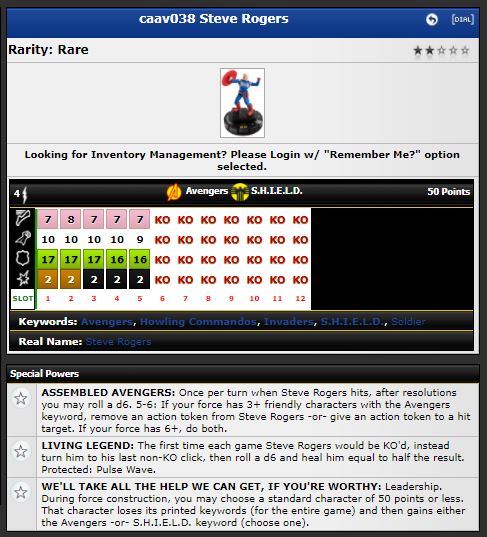 caav038 Steve Rogers [DIAL]
Rarity: Rare
Looking for Inventory Management? Please Login w/ "Remember Me?" option
selected.
4 Avengers S.H.I.E.L.D. 50 Points
7 8 7 7 7 KO KO KO KO KO KO KO
10 10 10 10 9 KO KO KO KO KO KO KO
17 17 17 16 16 KO KO KO KO KO KO KO
2 2 2 2 2 KO KO KO KO KO KO KO
SLOT 1 2 3 4 5 6 7 8 9 10 11 12
Keywords: Avengers, Howling Commandos, Invaders, S.H.I.E.L.D., Soldier
Real Name: Steve Rogers
Special Powers
ASSEMBLED AVENGERS: Once per turn when Steve Rogers hits, after resolutions
you may roll a d6. 5-6: If your force has 3+ friendly characters with the Avengers
keyword, remove an action token from Steve Rogers -or- give an action token to a hit
target. If your force has 6+, do both.
LIVING LEGEND: The first time each game Steve Rogers would be KO'd, instead
turn him to his last non-KO click, then roll a d6 and heal him equal to half the result.
Protected: Pulse Wave.
WE'LL TAKE ALL THE HELP WE CAN GET, IF YOU'RE WORTHY: Leadership.
During force construction, you may choose a standard character of 50 points or less.
That character loses its printed keywords (for the entire game) and then gains either
the Avengers -or- S.H.I.E.L.D. keyword (choose one).